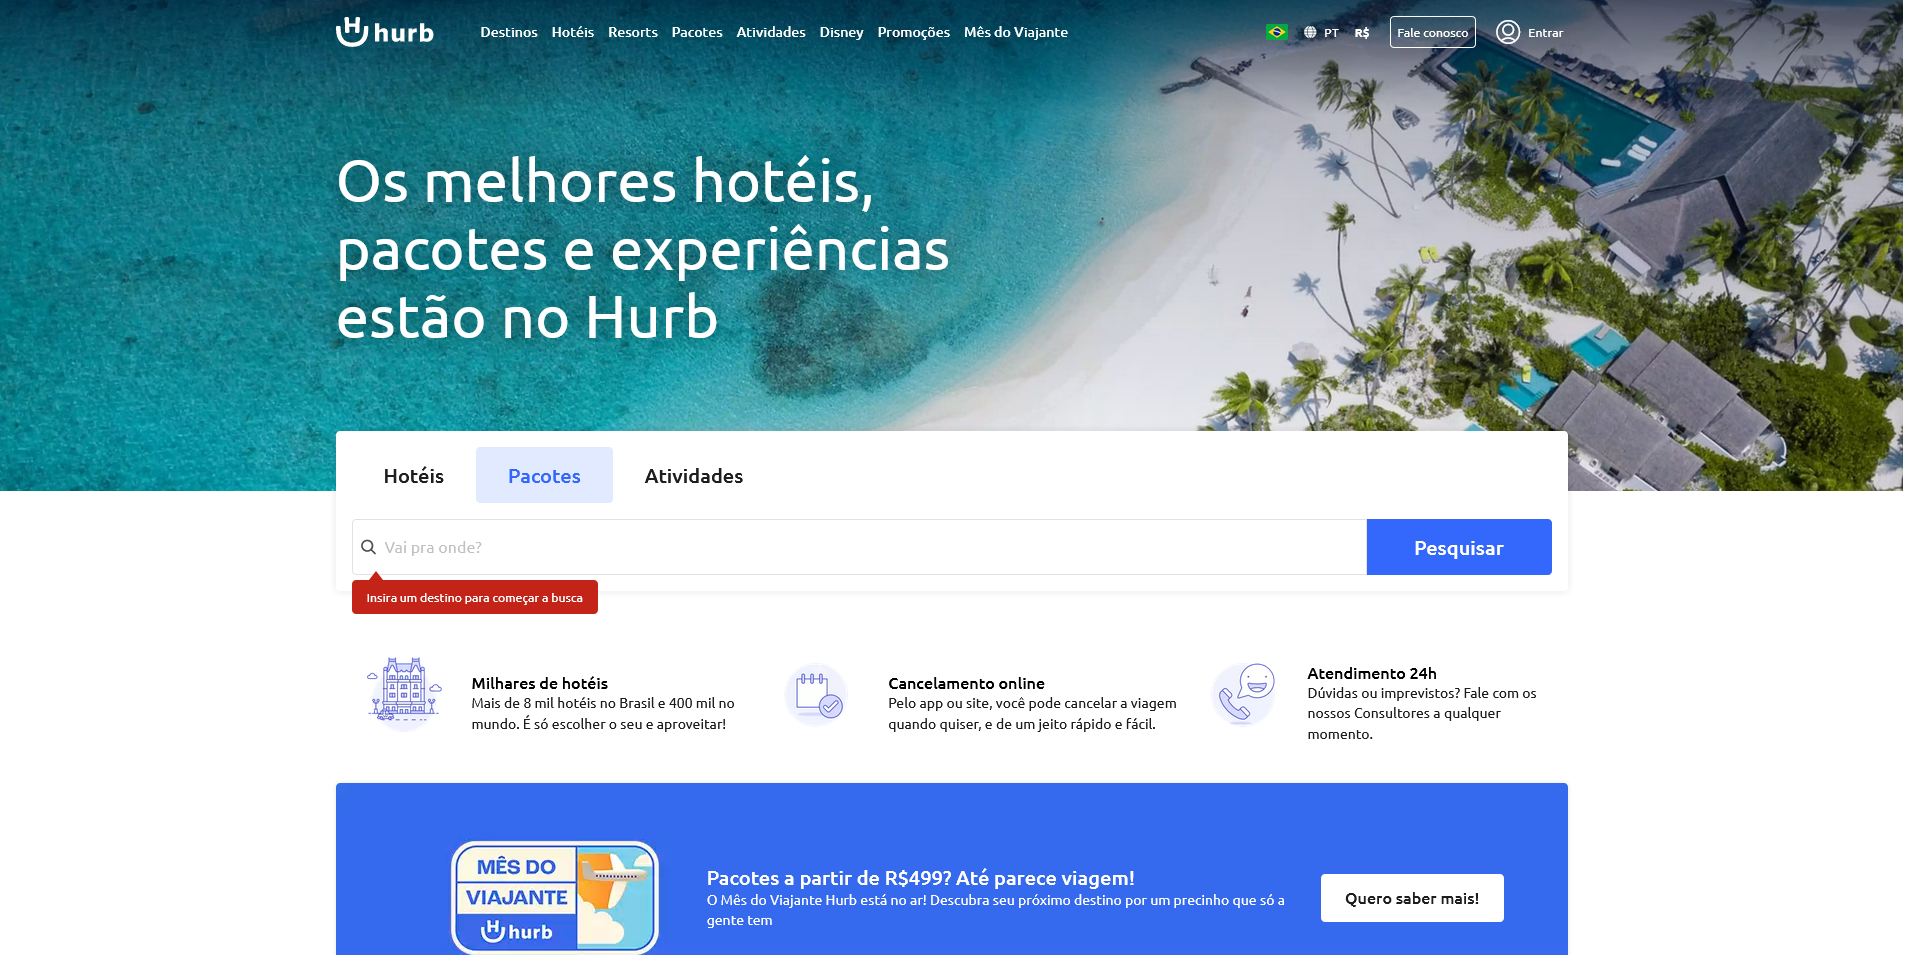 hurb
Destinos Hotéis Resorts Pacotes Atividades Disney Promoções Mês do Viajante
PT R$ Fale conosco Entrar
Os melhores hotéis,
pacotes e experiências
estão no Hurb
Hotéis Pacotes Atividades
Vai pra onde?
Pesquisar
Insira um destino para começar a busca
Milhares de hotéis
Mais de 8 mil hotéis no Brasil e 400 mil no
mundo. É só escolher o seu e aproveitar!
Cancelamento online
Pelo app ou site, você pode cancelar a viagem
quando quiser, e de um jeito rápido e fácil.
Atendimento 24h
Dúvidas ou imprevistos? Fale com os
nossos Consultores a qualquer
momento.
MÊS DO
VIAJANTE
hurb
Pacotes a partir de R$499? Até parece viagem!
O Mês do Viajante Hurb está no ar! Descubra seu próximo destino por um precinho que só a
gente tem
Quero saber mais!